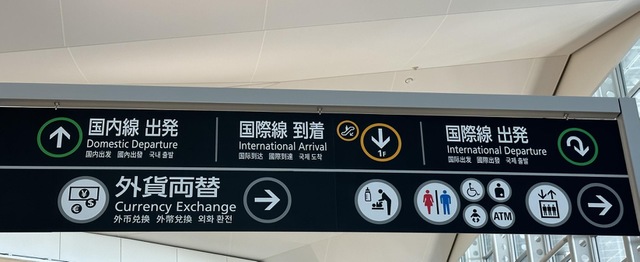 国内線 出発
Domestic Departure
国内出发 國內出發 국내 출발
国際線 到着
International Arrival
国际到达 國際到達 국제 도착
1F
国際線 出発
International Departure
国际出发 國際出發 국제 출발
¥
€
$
外貨両替
Currency Exchange
外币兑换 外幣兌換 외화 환전
ATM